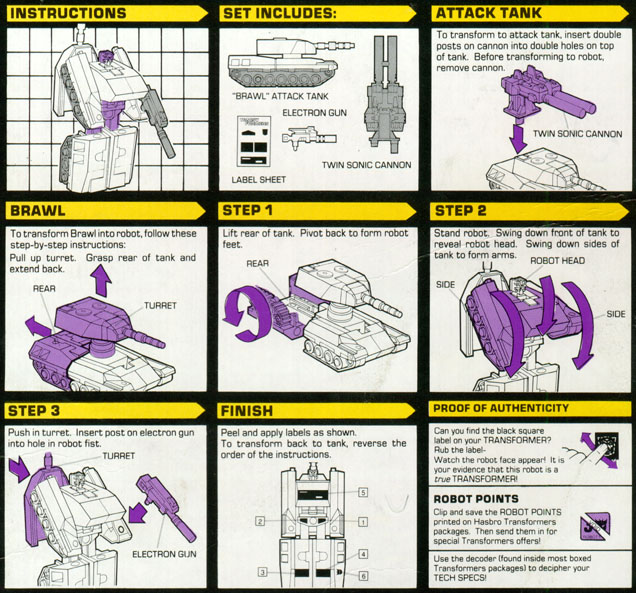 INSTRUCTIONS
SET INCLUDES:
"BRAWL" ATTACK TANK
ELECTRON GUN
TWIN SONIC CANNON
LABEL SHEET
ATTACK TANK
To transform to attack tank, insert double
posts on cannon into double holes on top
of tank. Before transforming to robot,
remove cannon.
TWIN SONIC CANNON
BRAWL
To transform Brawl into robot, follow these
step-by-step instructions:
Pull up turret. Grasp rear of tank and
extend back.
REAR
TURRET
STEP 1
Lift rear of tank. Pivot back to form robot
feet.
REAR
STEP 2
Stand robot. Swing down front of tank to
reveal robot head. Swing down sides of
tank to form arms.
ROBOT HEAD
SIDE
SIDE
STEP 3
Push in turret. Insert post on electron gun
into hole in robot fist.
TURRET
ELECTRON GUN
FINISH
Peel and apply labels as shown.
To transform back to tank, reverse the
order of the instructions.
5
2
1
4
3
6
PROOF OF AUTHENTICITY
Can you find the black square
label on your TRANSFORMER?
Rub the label-
Watch the robot face appear! It is
your evidence that this robot is a
true TRANSFORMER!
ROBOT POINTS
Clip and save the ROBOT POINTS
printed on Hasbro Transformers
packages. Then send them in for
special Transformers offers!
Use the decoder (found inside most boxed
Transformers packages) to decipher your
TECH SPECS!